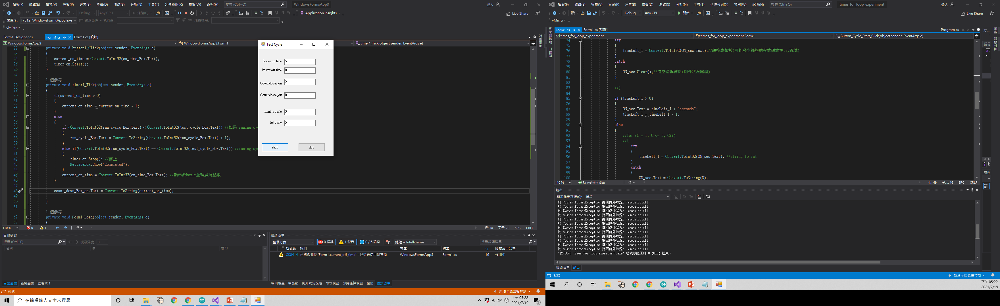 檔案(F) 編輯(E) 檢視(V) 專案(P) 建置(B) 偵錯(D) 測試(S) 分析(N) 工具(T) 延伸模組(X) 視窗(W) 說明(H) 搜尋 (Ctrl+Q) WindowsFormsApp3 登入
Debug Any CPU 繼續(C) Application Insights Live Share
處理序: [7512] WindowsFormsApp3.exe 週期事件 執行緒: 堆疊框架:
vMicro
Form1.Designer.cs Form1.cs Form1.cs [設計]
WindowsFormsApp3 WindowsFormsApp3.Form1 timer1_Tick(object sender, EventArgs e)
22 private void button1_Click(object sender, EventArgs e)
23 {
24 current_on_time = Convert.ToInt32(on_time_Box.Text);
25 timer_on.Start();
26 }
27
1 個參考
28 private void timer1_Tick(object sender, EventArgs e)
29 {
30 if(current_on_time > 0)
31 {
32 current_on_time = current_on_time - 1;
33 }
34 else
35 {
36 if (Convert.ToInt32(run_cycle_Box.Text) < Convert.ToInt32(test_cycle_Box.Text)) //如果 runing cyc
37 {
38 run_cycle_Box.Text = Convert.ToString(Convert.ToInt32(run_cycle_Box.Text) + 1);
39 }
40 else if(Convert.ToInt32(run_cycle_Box.Text) == Convert.ToInt32(test_cycle_Box.Text)) //runing cyc
41 {
42 timer_on.Stop(); //停止
43 MessageBox.Show("Completed");
44 }
45 current_on_time = Convert.ToInt32(on_time_Box.Text); //顯示於box上並轉換為整數
46 }
47
48 count_down_Box_on.Text = Convert.ToString(current_on_time);
49
50 }
51
1 個參考
52 private void Form1_Load(object sender, EventArgs e)
53 {
110 % 0 1 行: 48 字元: 72 SPC CRLF
Test Cycle
Power on time 5
Power off time 0
Count down_on 5
Count down_off 0
running cycle 5
test cycle 5
start stop
自動變數
搜尋 (Ctrl+E) 搜尋深度: 3
名稱 值 類型
自動變數 區域變數 監看式 1
錯誤清單
整個方案 0 錯誤 1 警告 0 / 6 訊息 組建 + IntelliSense 搜尋錯誤清單
程式碼 說明 專案 檔案 行 隱藏項目狀態
CS0414 已指派欄位 'Form1.current_off_time'，但從未使用過其值 WindowsFormsApp3 Form1.cs 16 作用中
呼叫堆疊 中斷點 例外狀況設定 命令視窗 即時運算視窗 輸出 錯誤清單
就緒 新增至原始檔控制
在這裡輸入文字來搜尋 下午 05:22
2021/7/19 2
檔案(F) 編輯(E) 檢視(V) 專案(P) 建置(B) 偵錯(D) 測試(S) 分析(N) 工具(T) 延伸模組(X) 視窗(W) 說明(H) 搜尋 (Ctrl+Q) times_for_loop_experiment 登入
Debug Any CPU 開始 Live Share
vMicro
Form1.cs Form1.cs [設計] Program.cs
times_for_loop_experiment times_for_loop_experiment.Form1 Button_Cycle_Start_Click(object sender, EventArgs e)
74 try
75 {
76 timeLeft_1 = Convert.ToInt32(ON_sec.Text);//轉換成整數(可能發生錯誤的程式碼放在try區域)
77 }
78 catch
79 {
80 ON_sec.Clear();//清空錯誤資料(例外狀況處理)
81 }
82
83 //}
84
85 if (timeLeft_1 > 0)
86 {
87 ON_sec.Text = timeLeft_1 + "seconds";
88 timeLeft_1 = timeLeft_1 - 1;
89 }
90 else
91 {
92 //for (C = 1; C <= 5; C++)
93 //{
94 try
95 {
96 timeLeft_1 = Convert.ToInt32(ON_sec.Text); //string to int
97 }
98 catch
99 {
100 ON_sec.Text = Convert.ToString(N);
110 % 找不到任何問題 行: 49 字元: 16 SPC CRLF
輸出
顯示輸出來源(S): 偵錯
於 System.FormatException 擲回例外狀況: 'mscorlib.dll'
於 System.FormatException 擲回例外狀況: 'mscorlib.dll'
於 System.FormatException 擲回例外狀況: 'mscorlib.dll'
於 System.FormatException 擲回例外狀況: 'mscorlib.dll'
於 System.FormatException 擲回例外狀況: 'mscorlib.dll'
於 System.FormatException 擲回例外狀況: 'mscorlib.dll'
於 System.FormatException 擲回例外狀況: 'mscorlib.dll'
於 System.FormatException 擲回例外狀況: 'mscorlib.dll'
於 System.FormatException 擲回例外狀況: 'mscorlib.dll'
於 System.FormatException 擲回例外狀況: 'mscorlib.dll'
於 System.FormatException 擲回例外狀況: 'mscorlib.dll'
於 System.FormatException 擲回例外狀況: 'mscorlib.dll'
'[24684] times_for_loop_experiment.exe' 程式以返回碼 0 (0x0) 結束。
錯誤清單 輸出
就緒 新增至原始檔控制
下午 05:22
2021/7/19